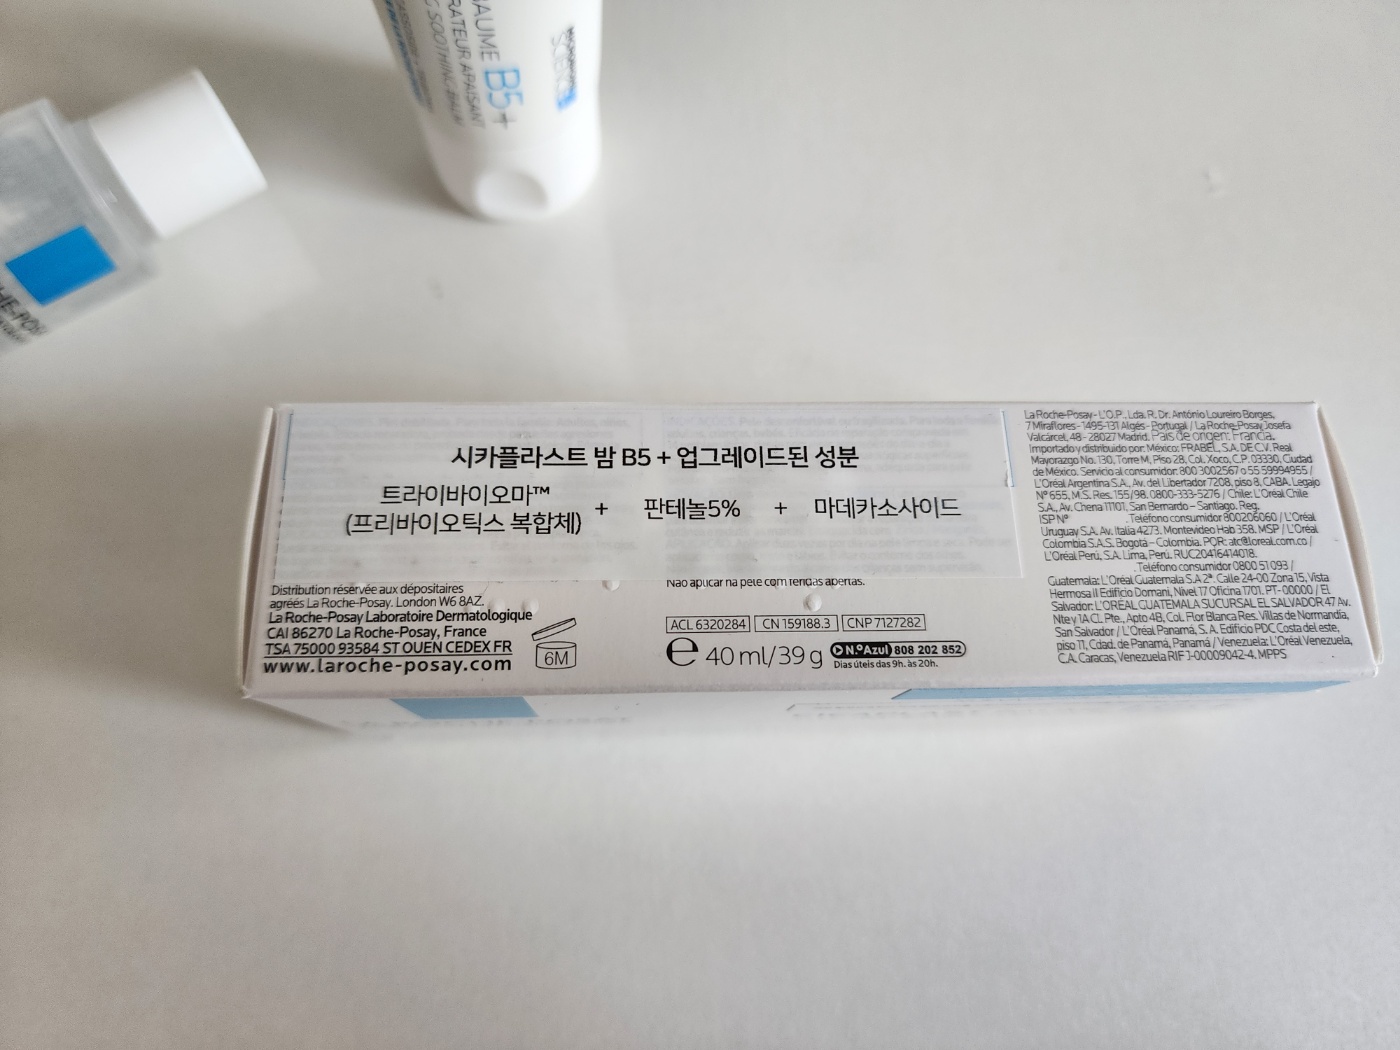 BAUME B5+
RATEUR APAISANT
SOOTHING BALM
시카플라스트 밤 B5 + 업그레이드된 성분
트라이바이오마™
(프리바이오틱스 복합체)
+ 판테놀5% + 마데카소사이드
Distribution réservée aux dépositaires
agréés La Roche-Posay. London W6 8AZ.
La Roche-Posay Laboratoire Dermatologique
CAI 86270 La Roche-Posay, France
TSA 75000 93584 ST OUEN CEDEX FR
www.laroche-posay.com
6M
Não aplicar na pele com feridas abertas.
ACL 6320284 CN 159188.3 CNP 7127282
e 40 ml/39 g N.º Azul 808 202 852
Dias úteis das 9h. às 20h.
La Roche-Posay - L'O.P., Lda. R. Dr. António Loureiro Borges,
7 Miraflores - 1495-131 Algés - Portugal / La Roche-Posay Josefa
Valcárcel, 48 - 28027 Madrid. País de origen: Francia.
Importado y distribuido por: México: FRABEL, S.A. DE C.V. Real
Mayorazgo No. 130, Torre M, Piso 28, Col. Xoco, C.P. 03330, Ciudad
de México. Servicio al consumidor: 800 3002567 o 55 59994955 /
L'Oréal Argentina S.A., Av. del Libertador 7208, piso 8, CABA, Legajo
Nº 655, M.S. Res. 155/98. 0800-333-5276 / Chile: L'Oréal Chile
S.A., Av. Chena 11101, San Bernardo – Santiago. Reg.
ISP Nº . Teléfono consumidor 800206060 / L'Oréal
Uruguay S.A. Av. Italia 4273. Montevideo Hab 358. MSP / L'Oréal
Colombia S.A.S. Bogotá – Colombia. PQR: atc@loreal.com.co /
L'Oréal Perú, S.A. Lima, Perú. RUC20416414018.
. Teléfono consumidor 0800 51 093 /
Guatemala: L'Oréal Guatemala S.A 2ª. Calle 24-00 Zona 15, Vista
Hermosa II Edificio Domani, Nivel 17 Oficina 1701. PT- 00000 / El
Salvador: L'OREAL GUATEMALA SUCURSAL EL SALVADOR 47 Av.
Nte y 1A Cl. Pte., Apto 4B, Col. Flor Blanca Res. Villas de Normandía,
San Salvador / L'Oréal Panamá, S. A. Edificio PDC Costa del este,
piso 11, Cdad. de Panamá, Panamá / Venezuela: L'Oréal Venezuela,
C.A. Caracas, Venezuela RIF J-00009042-4. MPPS.